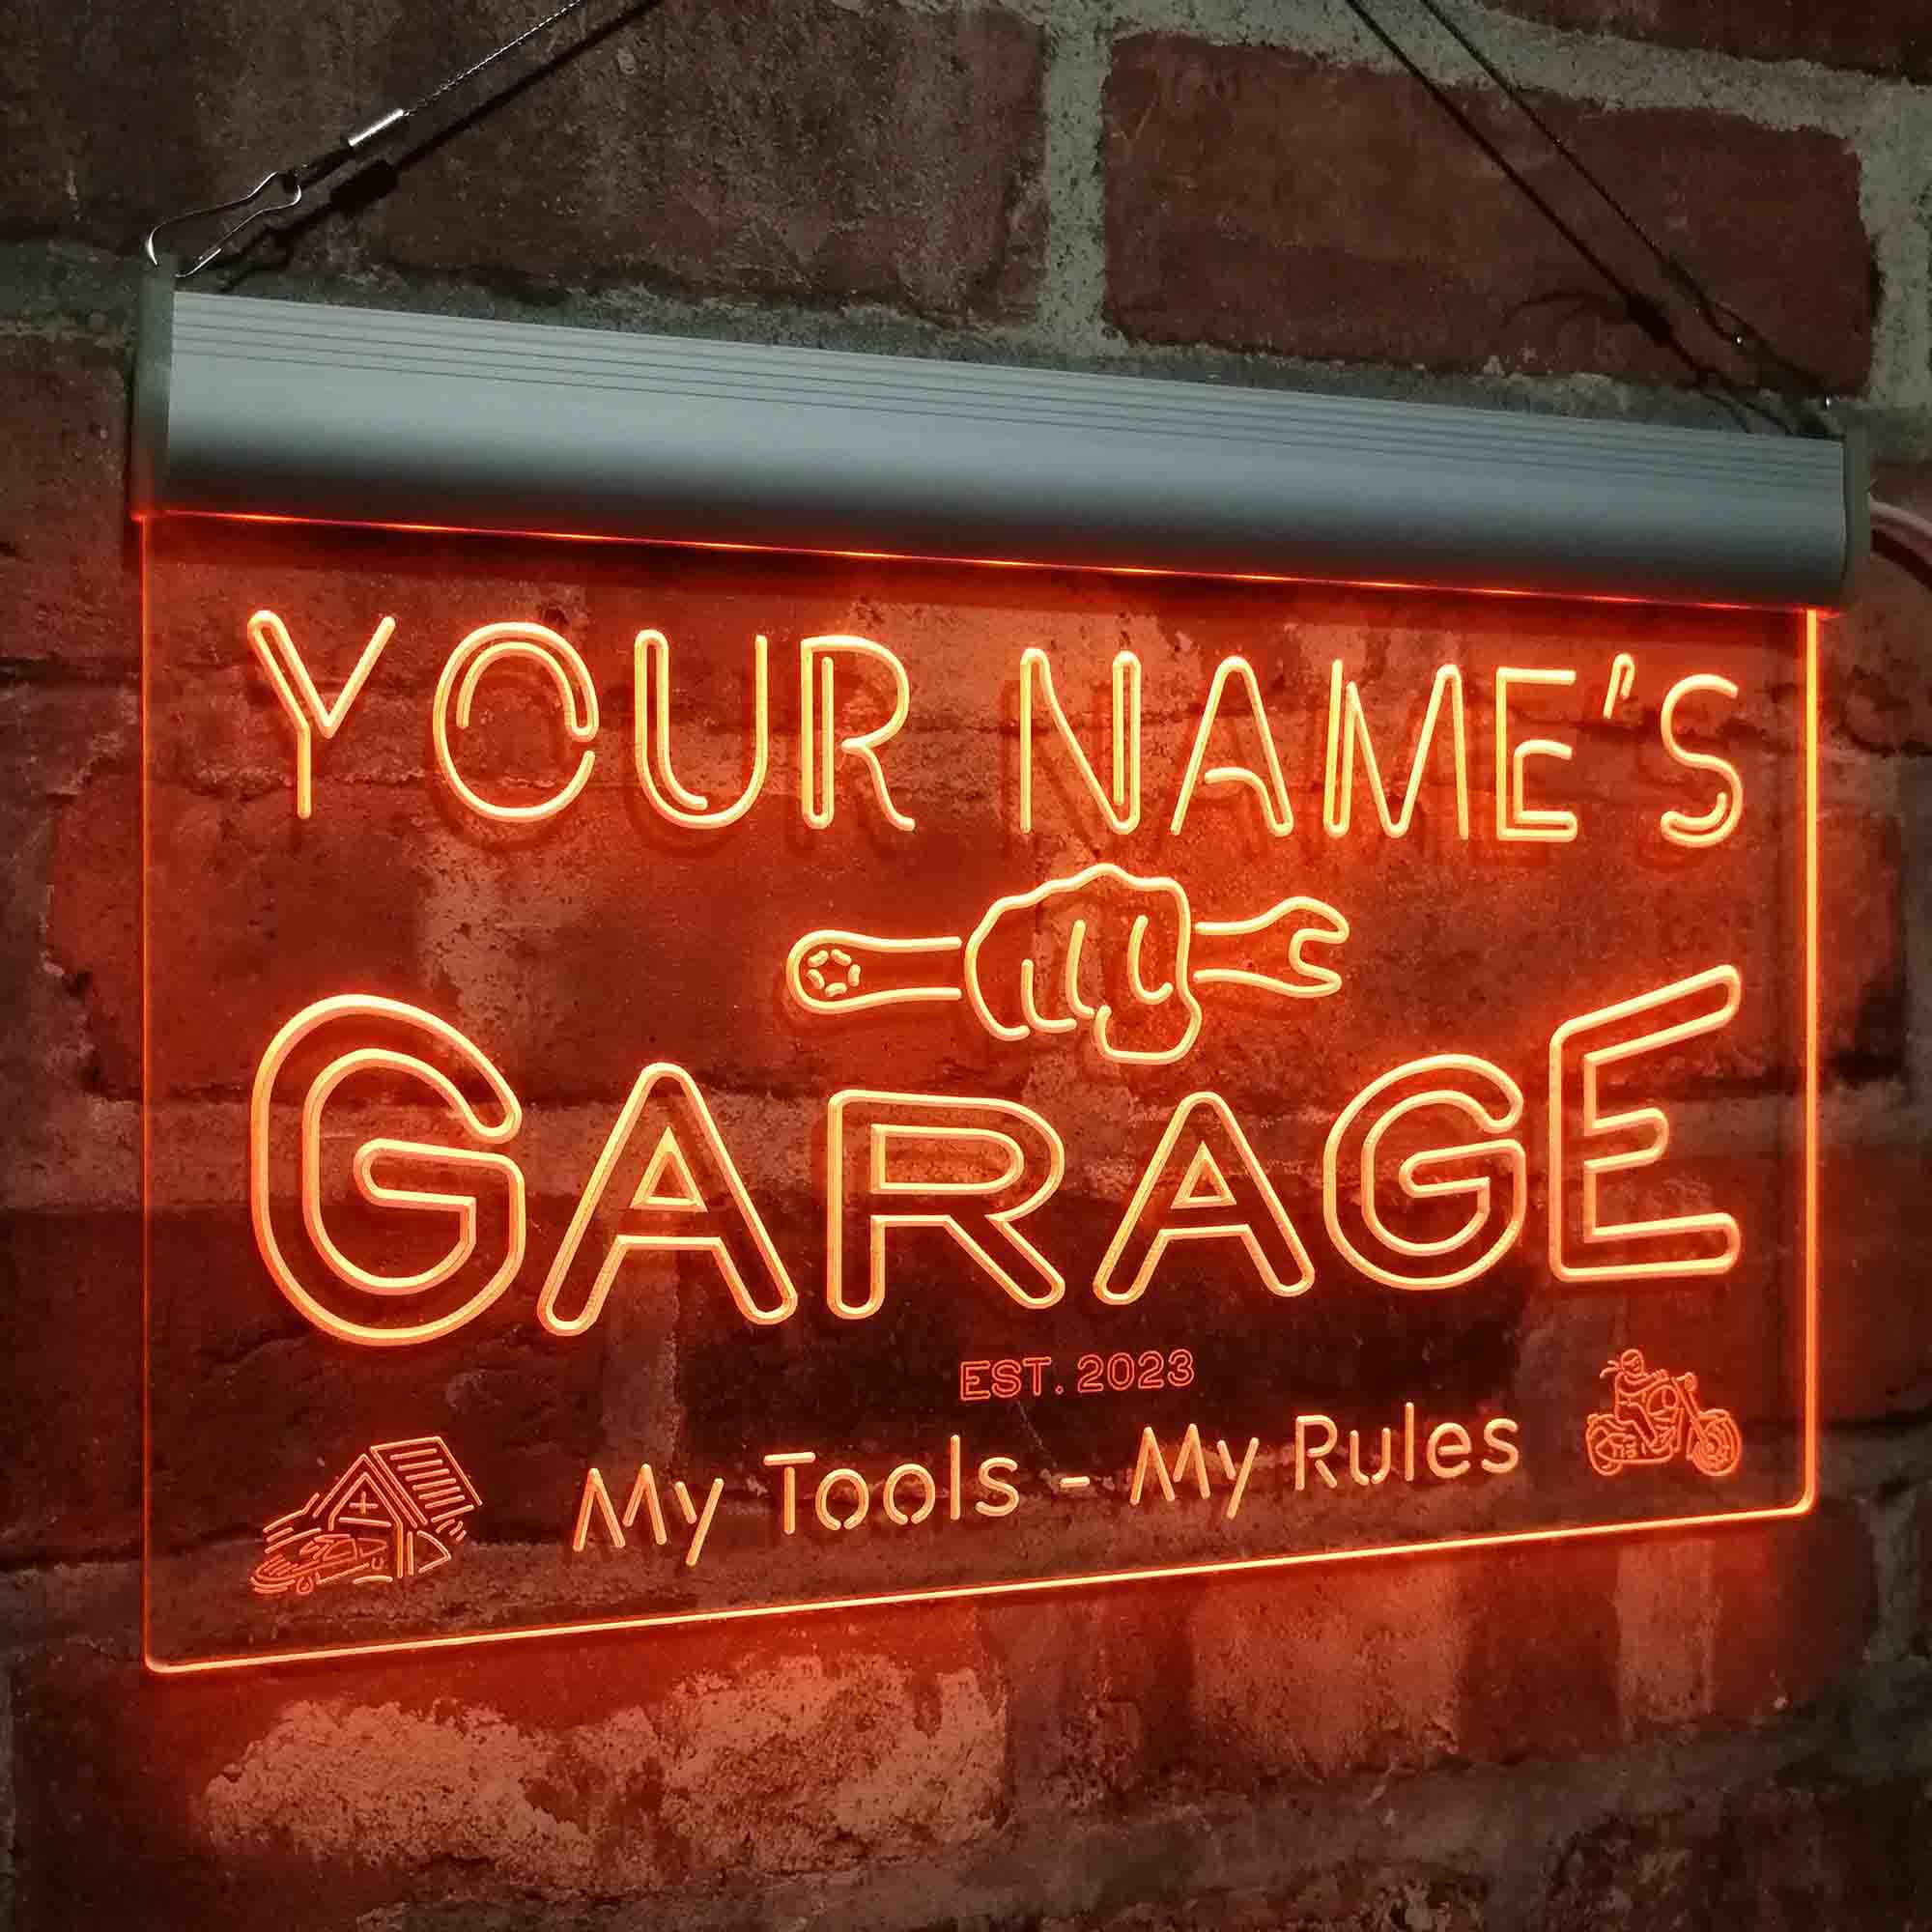 YOUR NAME'S
GARAGE
EST. 2023
My Tools - My Rules